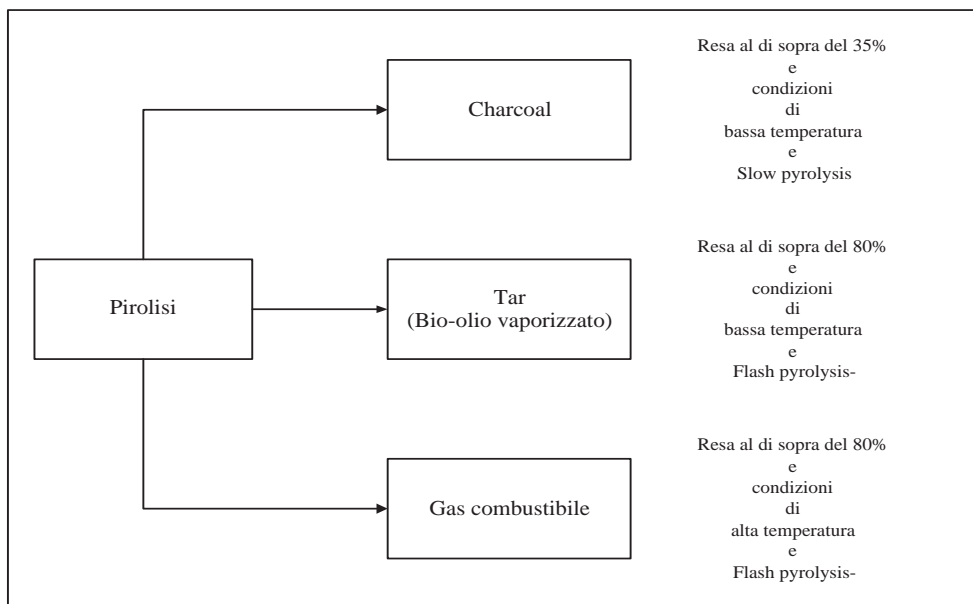 Resa al di sopra del 35%
e
condizioni
di
bassa temperatura
e
Slow pyrolysis
Charcoal
Pirolisi
Tar
(Bio-olio vaporizzato)
Resa al di sopra del 80%
e
condizioni
di
bassa temperatura
e
Flash pyrolysis-
Gas combustibile
Resa al di sopra del 80%
e
condizioni
di
alta temperatura
e
Flash pyrolysis-